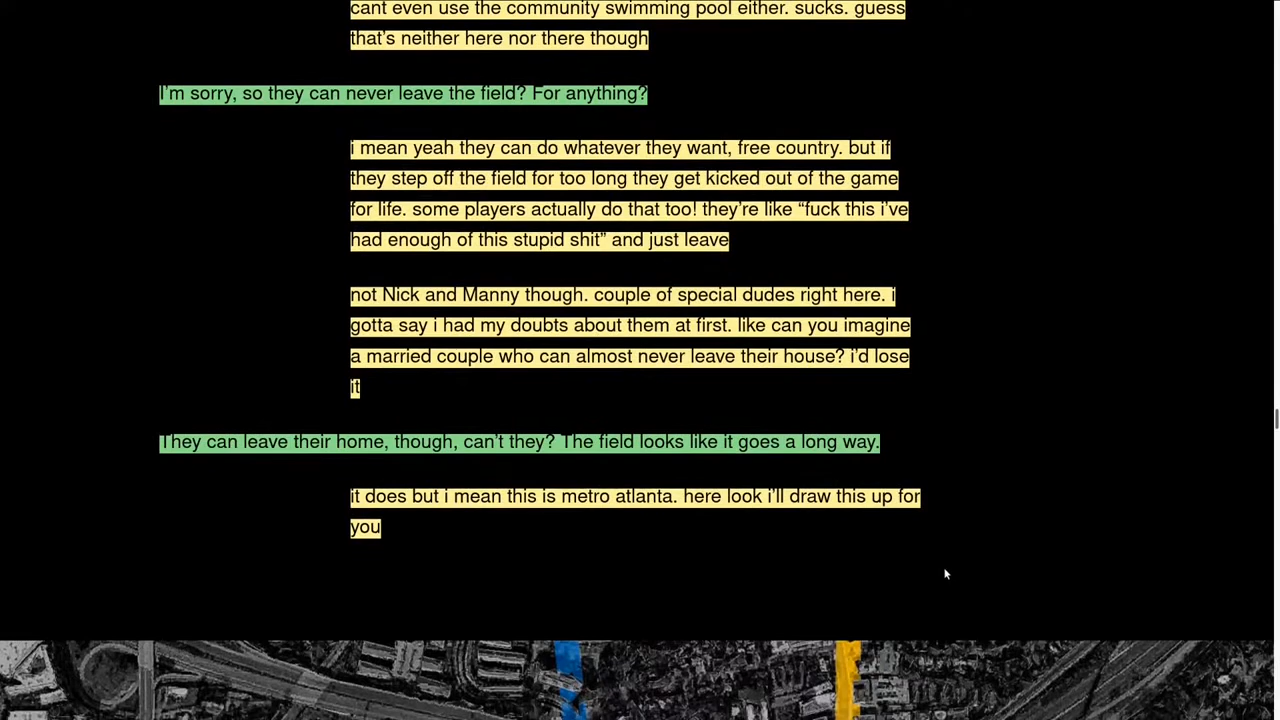 cant even use the community swimming pool either. sucks. guess
that’s neither here nor there though
I'm sorry, so they can never leave the field? For anything?
i mean yeah they can do whatever they want, free country. but if
they step off the field for too long they get kicked out of the game
for life. some players actually do that too! they’re like “fuck this i’ve
had enough of this stupid shit” and just leave
not Nick and Manny though. couple of special dudes right here. i
gotta say i had my doubts about them at first. like can you imagine
a married couple who can almost never leave their house? i’d lose
it
They can leave their home, though, can’t they? The field looks like it goes a long way.
it does but i mean this is metro atlanta. here look i’ll draw this up for
you